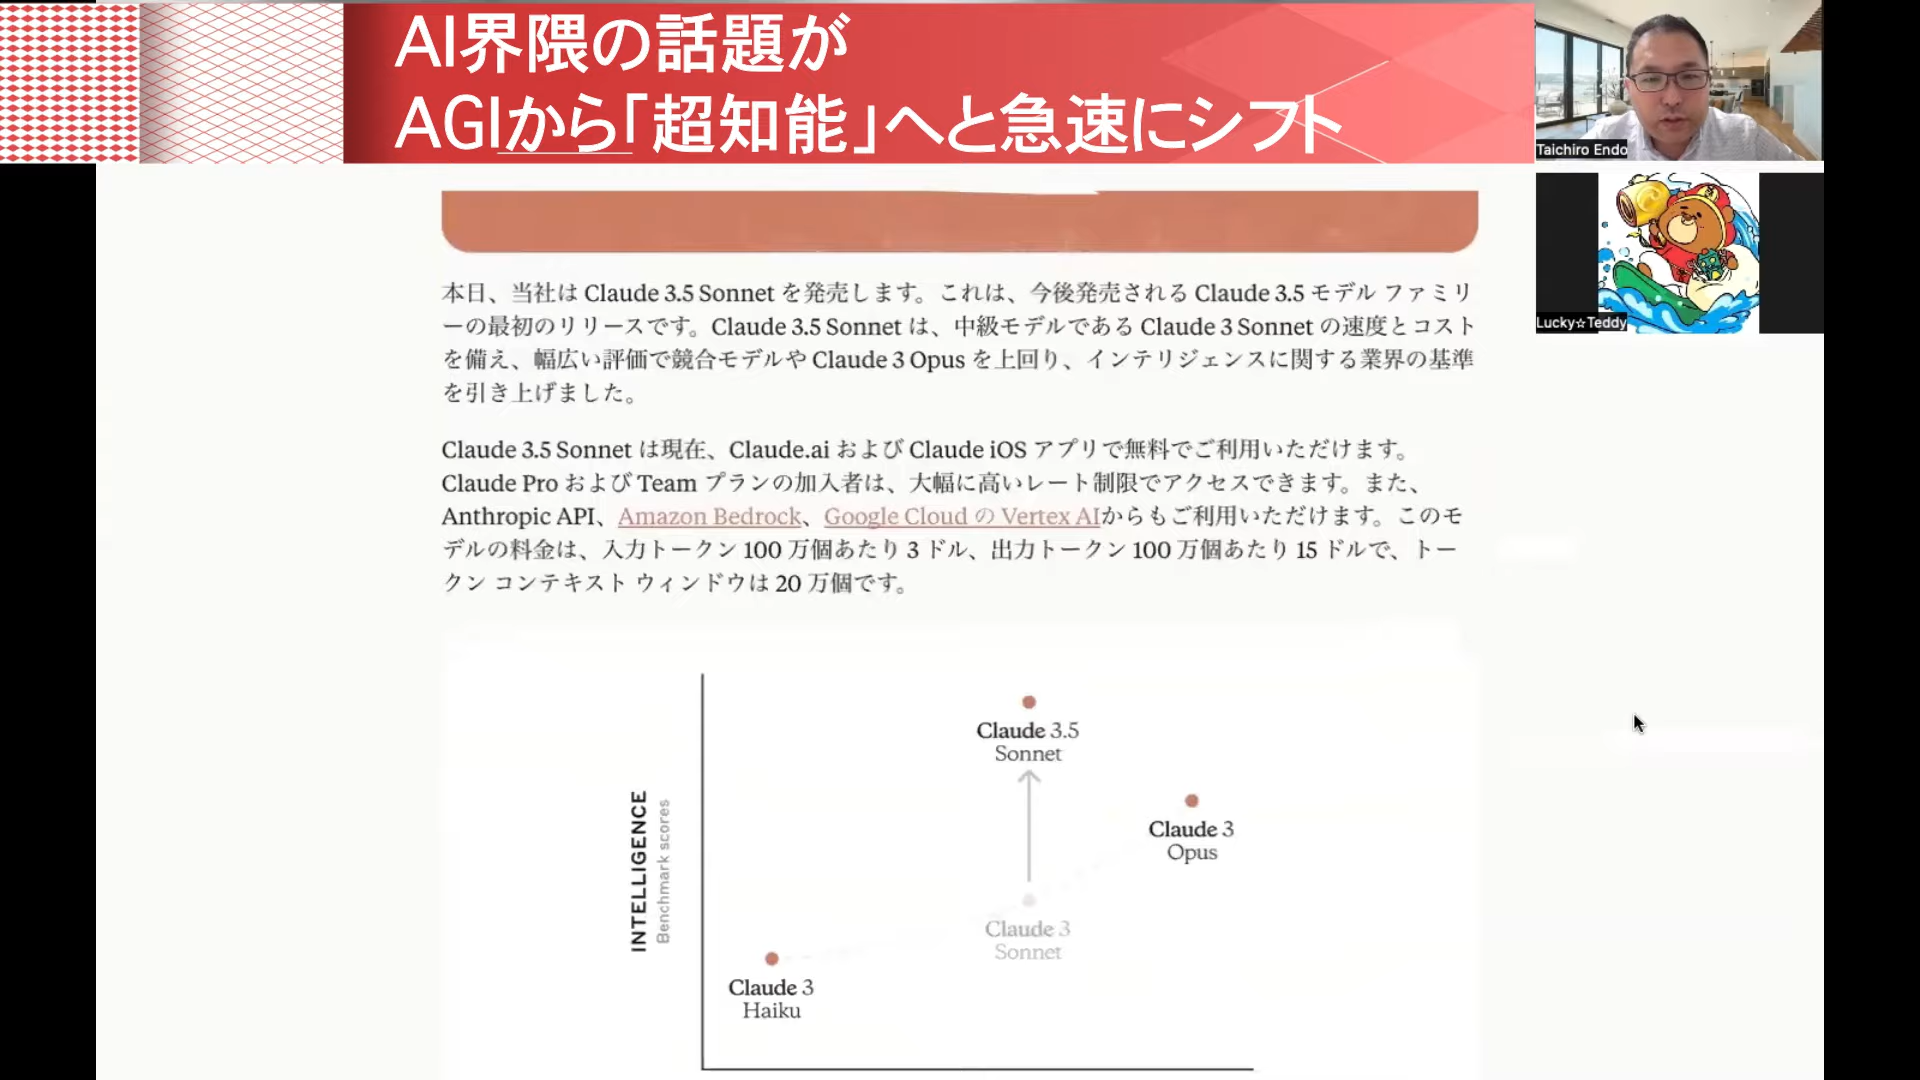 AI界隈の話題が
AGIから「超知能」へと急速にシフト
Taichiro Endo
Lucky☆Teddy
本日、当社は Claude 3.5 Sonnet を発売します。これは、今後発売される Claude 3.5 モデル ファミリ
ーの最初のリリースです。Claude 3.5 Sonnet は、中級モデルである Claude 3 Sonnet の速度とコスト
を備え、幅広い評価で競合モデルや Claude 3 Opus を上回り、インテリジェンスに関する業界の基準
を引き上げました。
Claude 3.5 Sonnet は現在、Claude.ai および Claude iOS アプリで無料でご利用いただけます。
Claude Pro および Team プランの加入者は、大幅に高いレート制限でアクセスできます。また、
Anthropic API、Amazon Bedrock、Google Cloud の Vertex AIからもご利用いただけます。このモ
デルの料金は、入力トークン 100 万個あたり 3 ドル、出力トークン 100 万個あたり 15 ドルで、トー
クン コンテキスト ウィンドウは 20 万個です。
INTELLIGENCE
Benchmark scores
Claude 3.5
Sonnet
Claude 3
Opus
Claude 3
Sonnet
Claude 3
Haiku